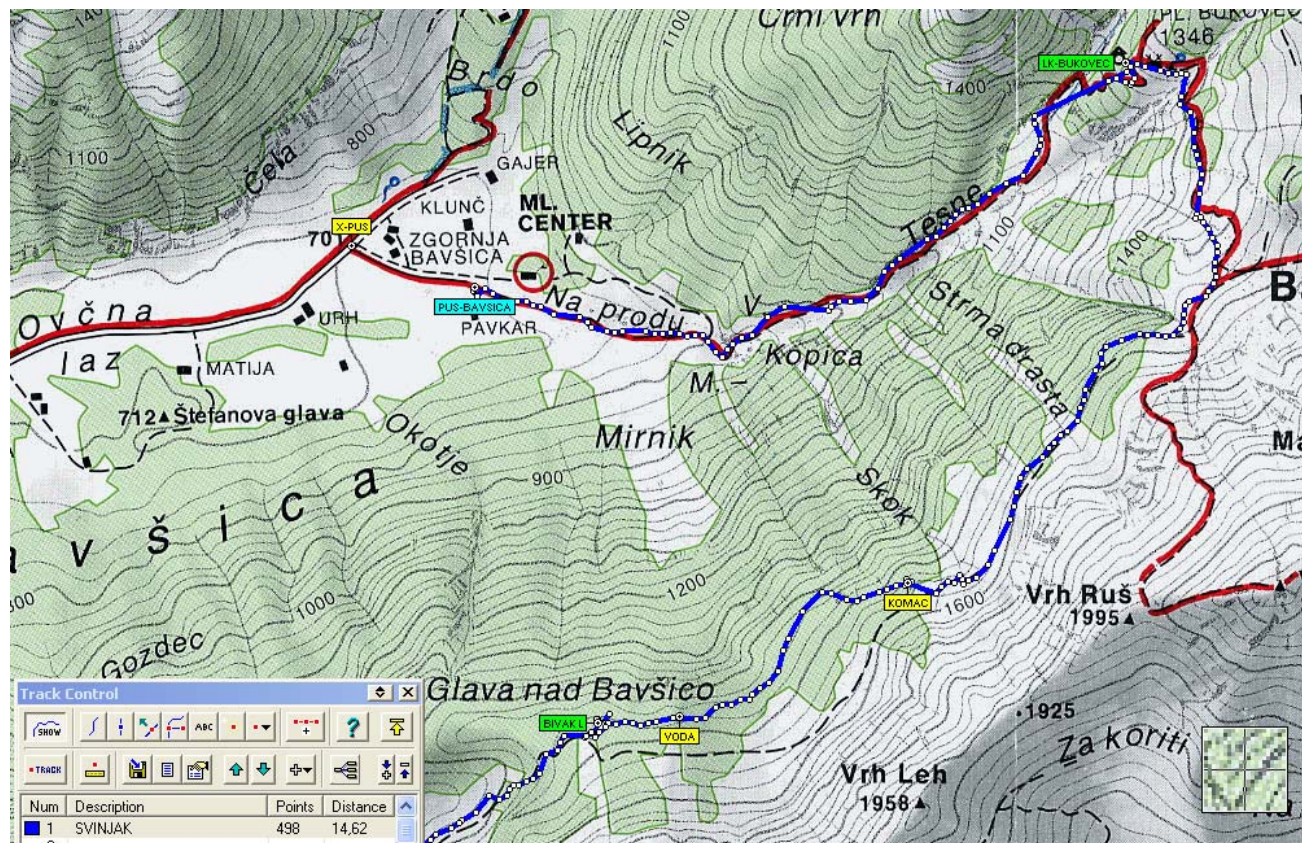 Črni vrh
PL. BUKOVEC
1346
1100
LK-BUKOVEC
1400
Brdo
Lipnik
800
1100
Čela
GAJER
KLUNČ
ML.
CENTER
X-PUS
701
ZGORNJA
BAVŠICA
Tesne
1100
1400
Ovčna
laz
PUS-BAVSICA
Na produ
V.
Strma drasta
URH
PAVKAR
Kopica
M.
MATIJA
712 Štefanova glava
Okotje
Mirnik
Skok
900
avšica
1200
1000
Gozdec
KOMAC
1600
Vrh Ruš
1995
Glava nad Bavšico
BIVAK L
VODA
1925
Za koriti
Vrh Leh
1958
Track Control
SHOW
ABC
?
TRACK
Num Description Points Distance
1 SVINJAK 498 14,62